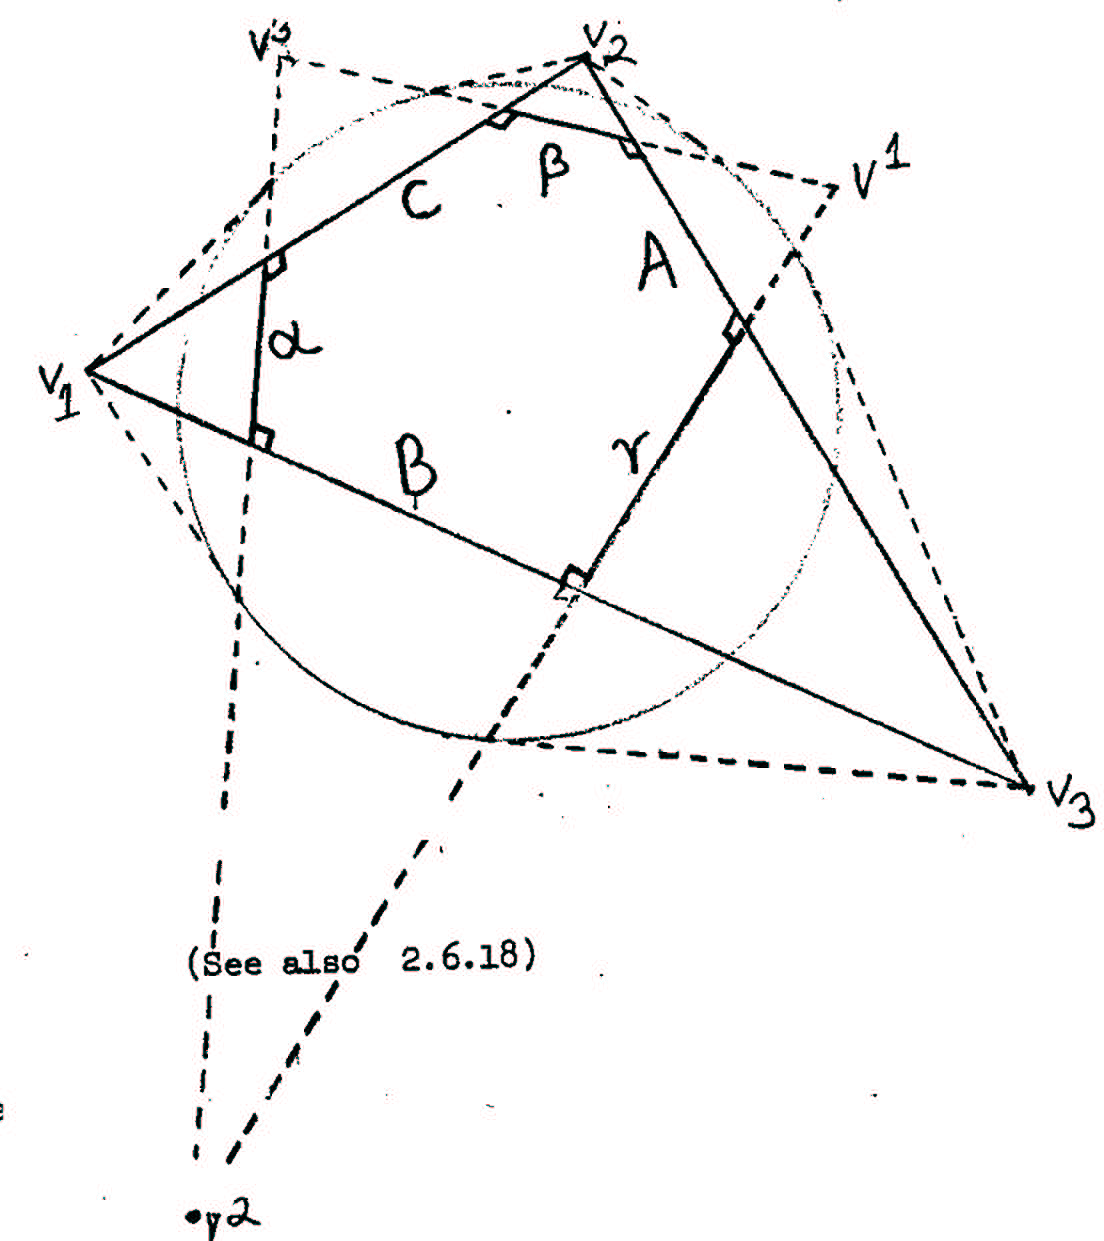 v³
v₂
v¹
β
C
A
α
v₁
B
γ
v₃
(See also 2.6.18)
v²